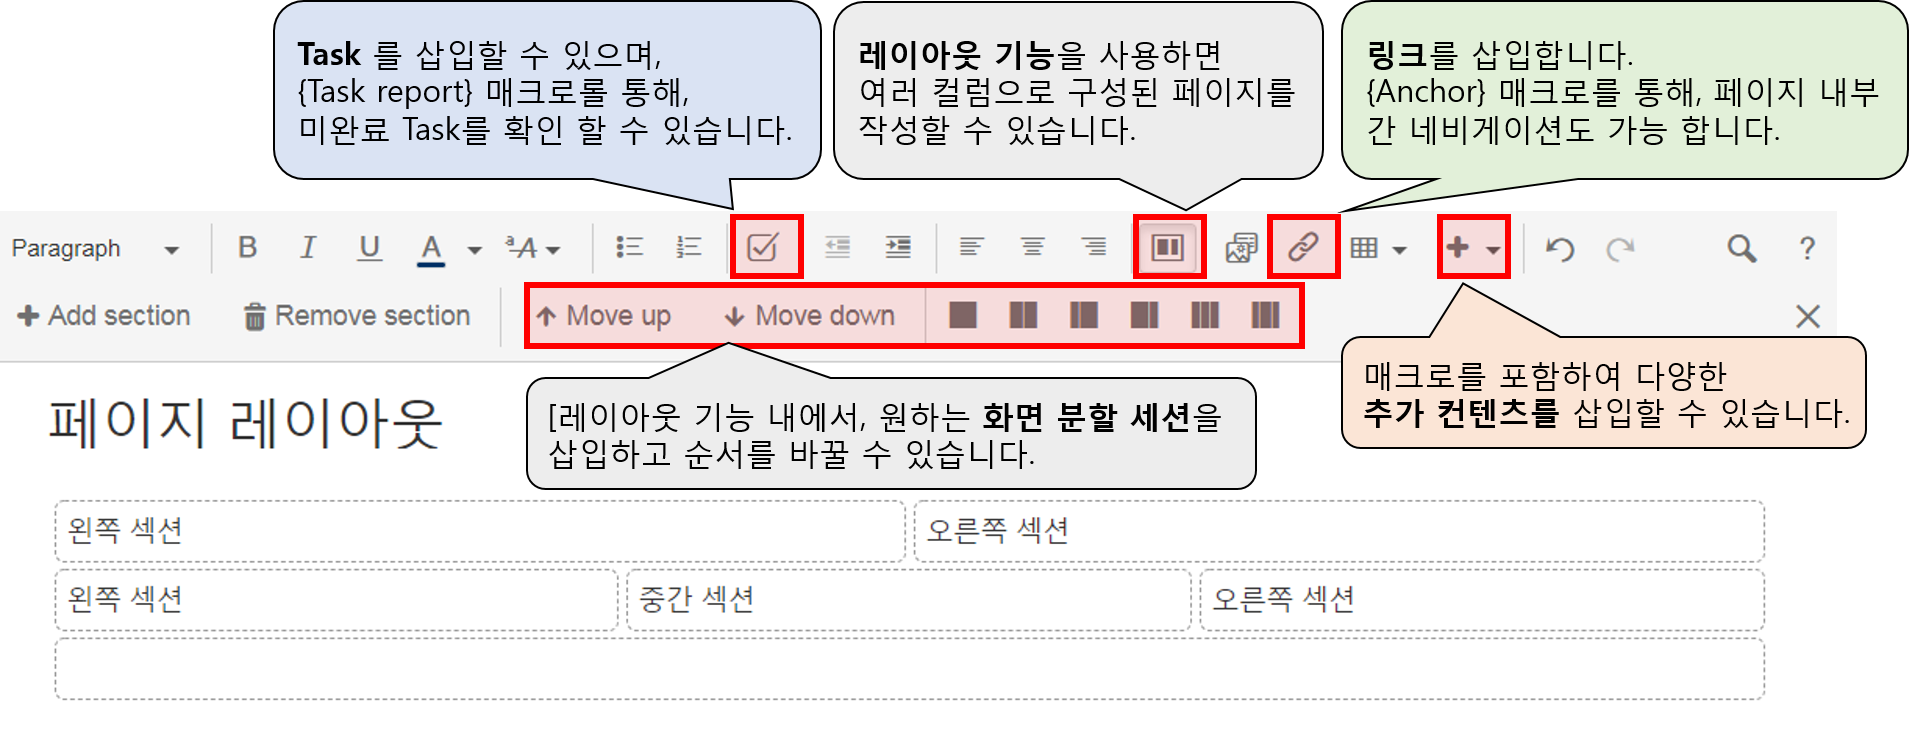 Task 를 삽입할 수 있으며,
{Task report} 매크로롤 통해,
미완료 Task를 확인 할 수 있습니다.
레이아웃 기능을 사용하면
여러 컬럼으로 구성된 페이지를
작성할 수 있습니다.
링크를 삽입합니다.
{Anchor} 매크로를 통해, 페이지 내부
간 네비게이션도 가능 합니다.
Paragraph B I U A ªA ?
Add section Remove section Move up Move down
매크로를 포함하여 다양한
추가 컨텐츠를 삽입할 수 있습니다.
[레이아웃 기능 내에서, 원하는 화면 분할 세션을
삽입하고 순서를 바꿀 수 있습니다.
페이지 레이아웃
왼쪽 섹션 오른쪽 섹션
왼쪽 섹션 중간 섹션 오른쪽 섹션